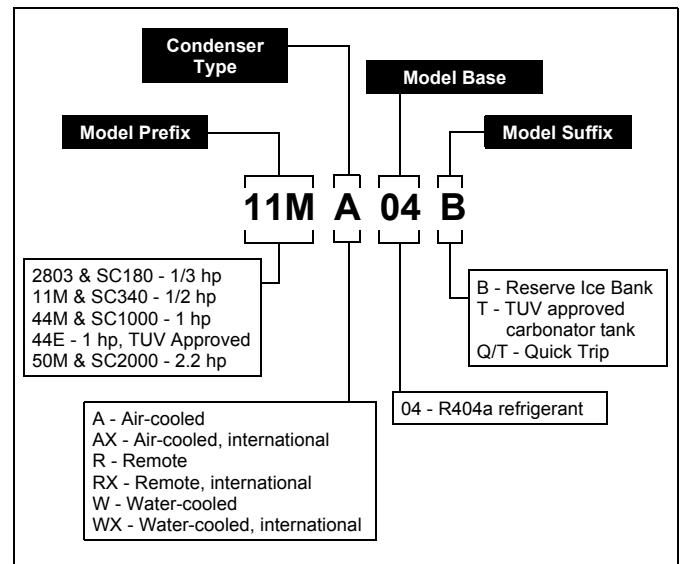 Condenser
Type
Model Base
Model Prefix
Model Suffix
11M A 04 B
2803 & SC180 - 1/3 hp
11M & SC340 - 1/2 hp
44M & SC1000 - 1 hp
44E - 1 hp, TUV Approved
50M & SC2000 - 2.2 hp
B - Reserve Ice Bank
T - TUV approved
carbonator tank
Q/T - Quick Trip
A - Air-cooled
AX - Air-cooled, international
R - Remote
RX - Remote, international
W - Water-cooled
WX - Water-cooled, international
04 - R404a refrigerant